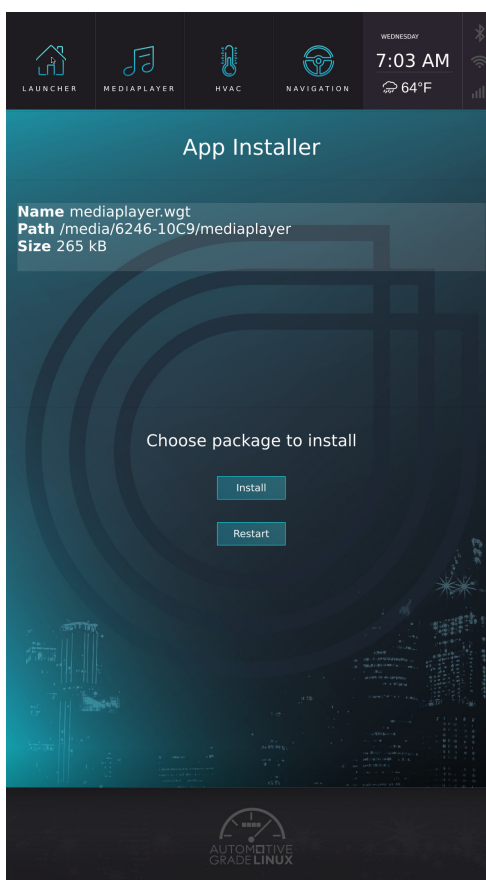 LAUNCHER
MEDIAPLAYER
HVAC
NAVIGATION
WEDNESDAY
7:03 AM
64°F
App Installer
Name mediaplayer.wgt
Path /media/6246-10C9/mediaplayer
Size 265 kB
Choose package to install
Install
Restart
AUTOMOTIVE
GRADE LINUX